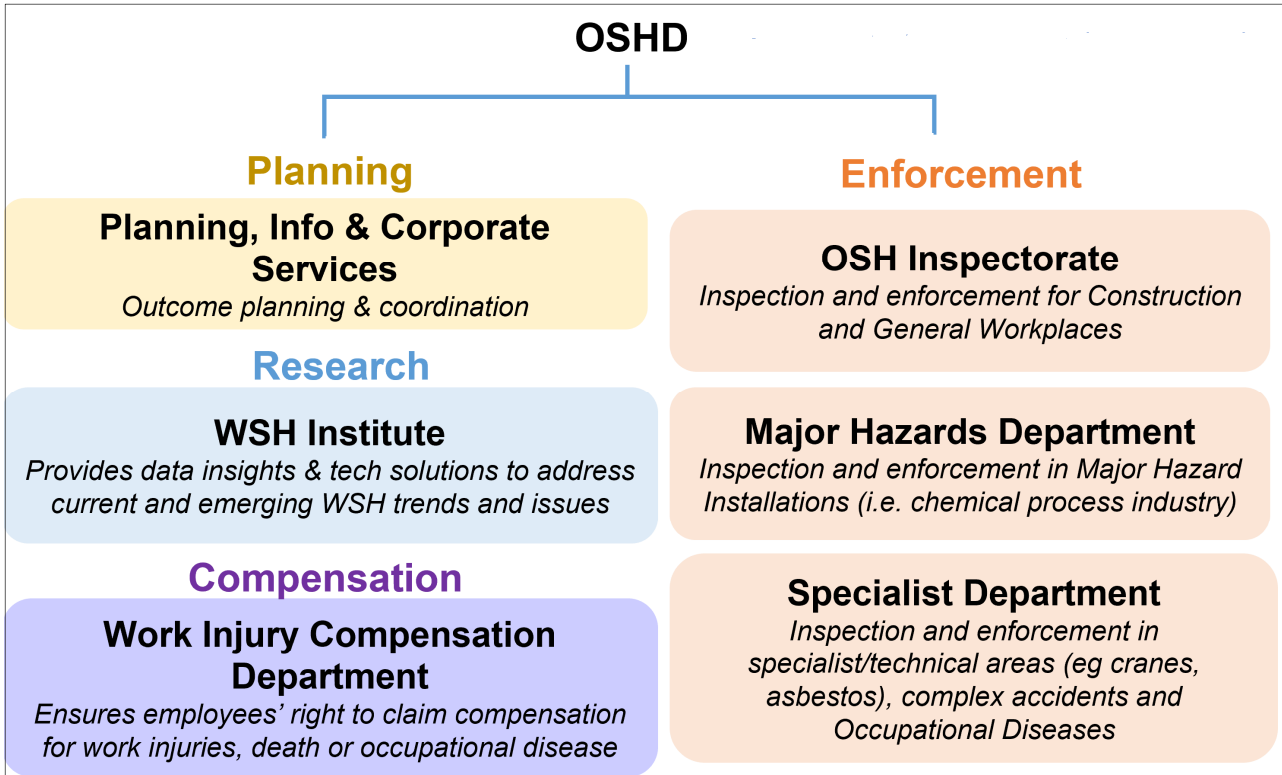 OSHD
Planning
Planning, Info & Corporate
Services
Outcome planning & coordination
Research
WSH Institute
Provides data insights & tech solutions to address
current and emerging WSH trends and issues
Compensation
Work Injury Compensation
Department
Ensures employees’ right to claim compensation
for work injuries, death or occupational disease
Enforcement
OSH Inspectorate
Inspection and enforcement for Construction
and General Workplaces
Major Hazards Department
Inspection and enforcement in Major Hazard
Installations (i.e. chemical process industry)
Specialist Department
Inspection and enforcement in
specialist/technical areas (eg cranes,
asbestos), complex accidents and
Occupational Diseases